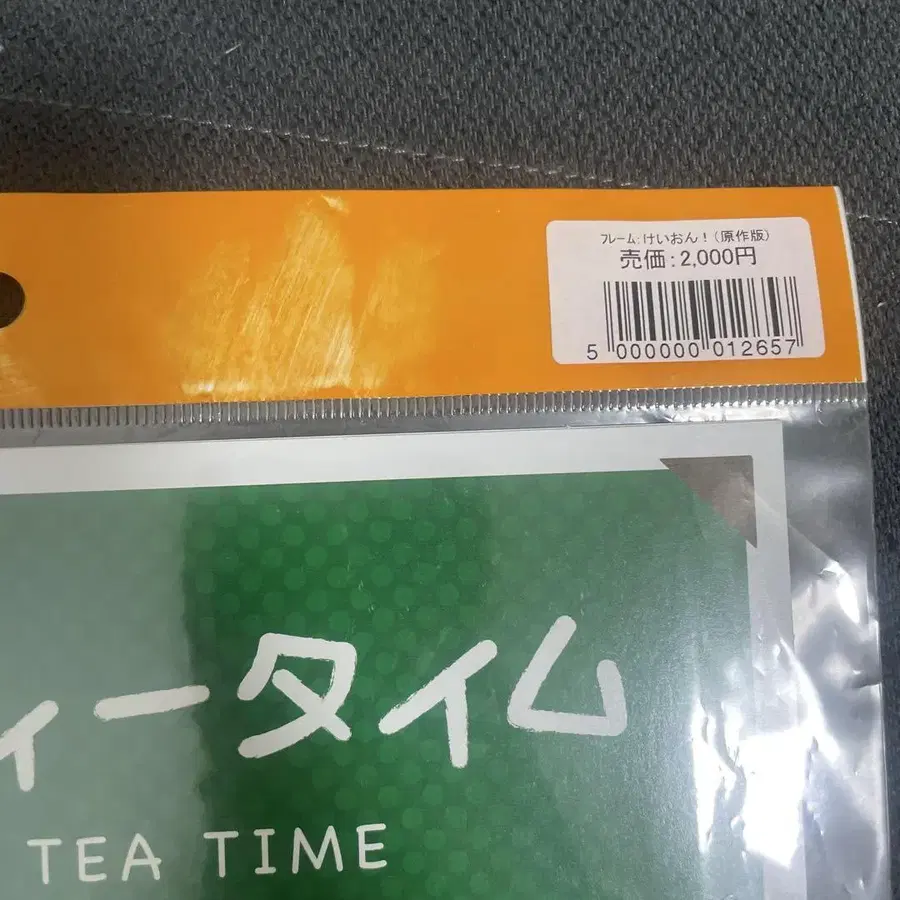 ﾌﾚｰﾑ:けいおん!(原作版)
売価:2,000円
5 000000 012657
ィータイム
TEA TIME